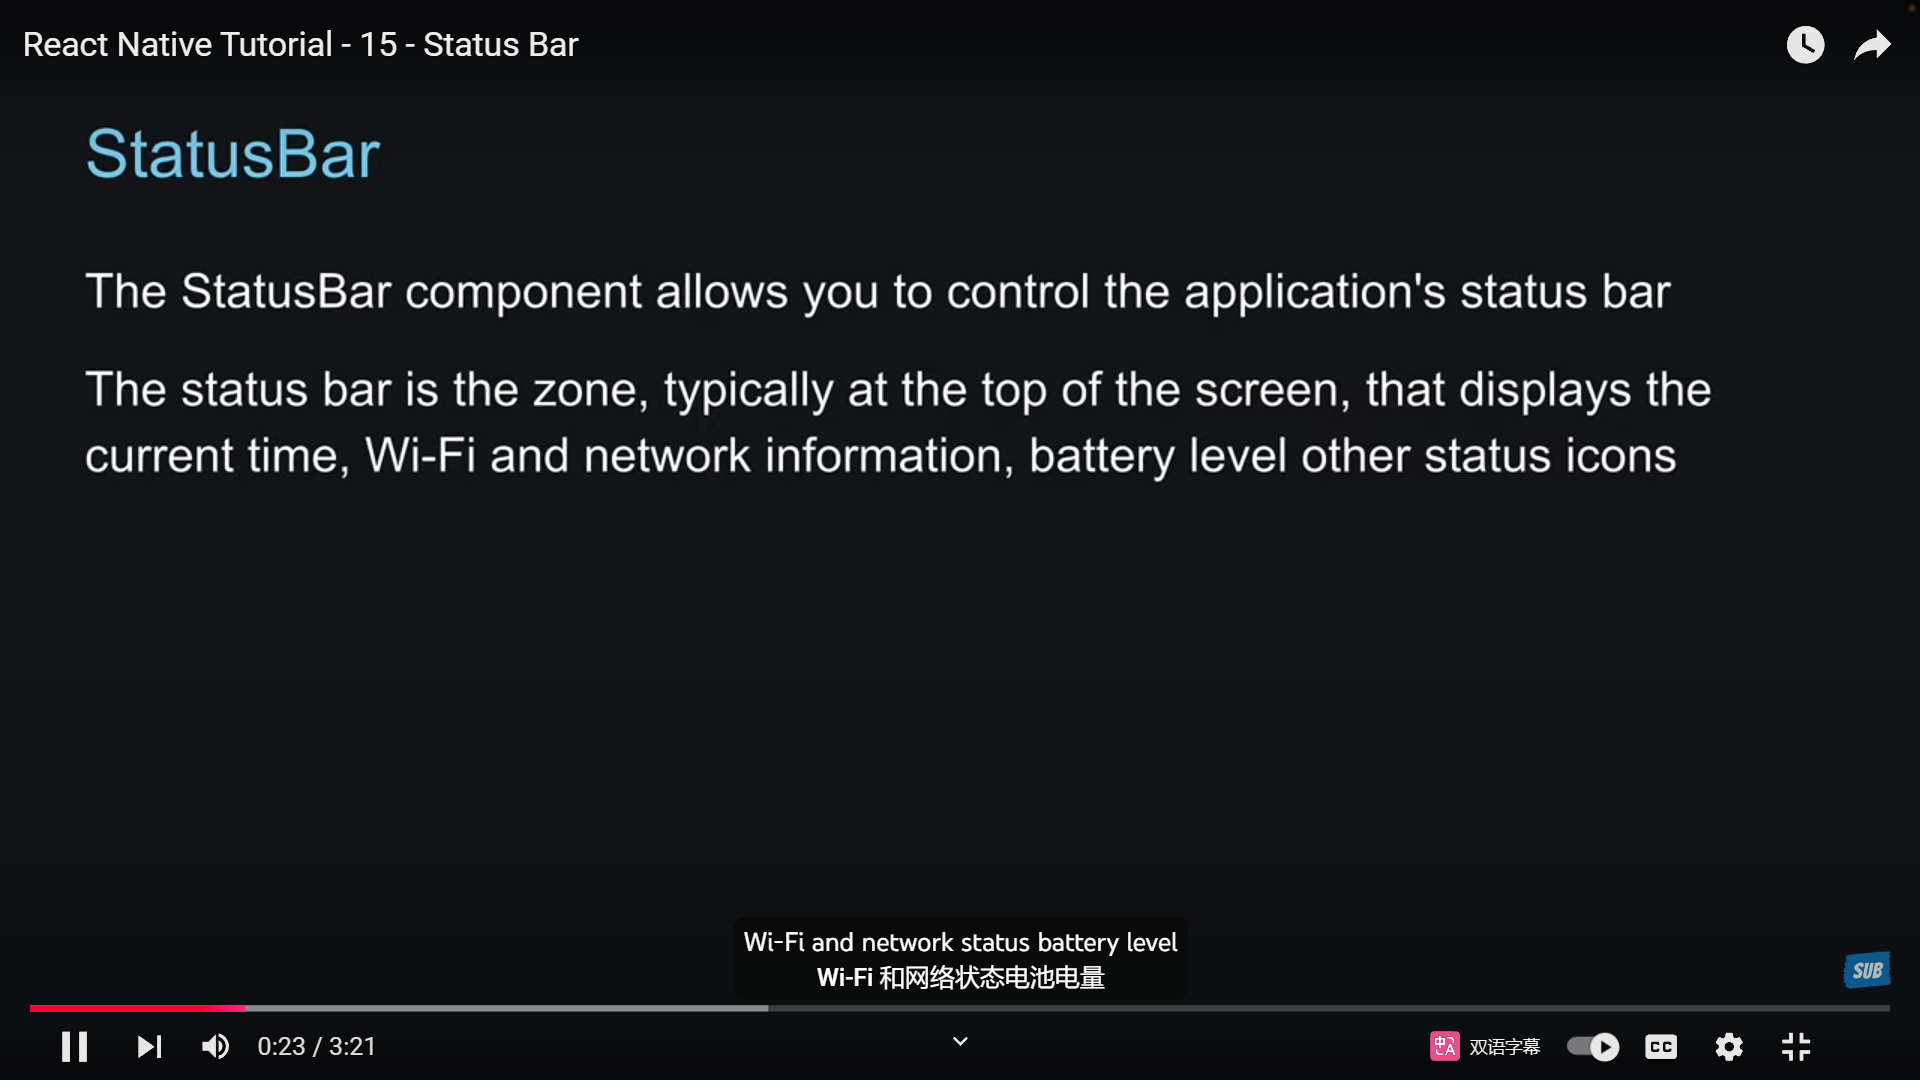 React Native Tutorial - 15 - Status Bar
StatusBar
The StatusBar component allows you to control the application's status bar
The status bar is the zone, typically at the top of the screen, that displays the
current time, Wi-Fi and network information, battery level other status icons
Wi-Fi and network status battery level
Wi-Fi 和网络状态电池电量
SUB
0:23 / 3:21
中A 双语字幕
CC